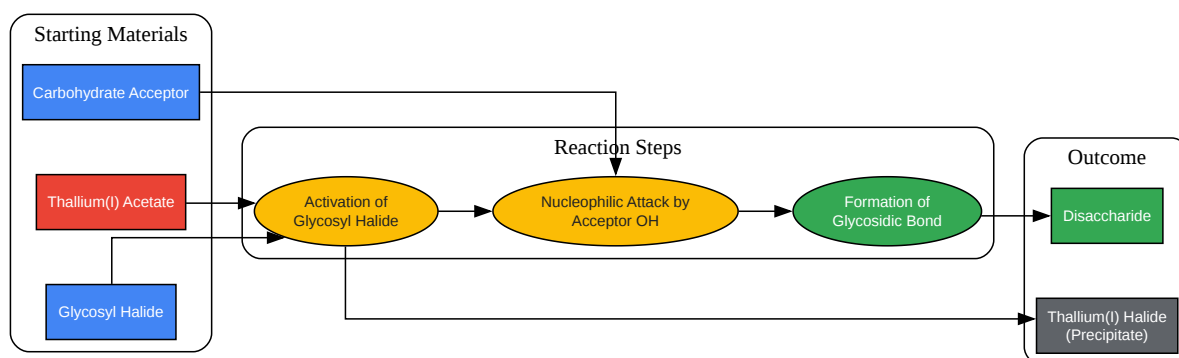 Starting Materials
Carbohydrate Acceptor
Thallium(I) Acetate
Glycosyl Halide
Reaction Steps
Activation of
Glycosyl Halide
Nucleophilic Attack by
Acceptor OH
Formation of
Glycosidic Bond
Outcome
Disaccharide
Thallium(I) Halide
(Precipitate)